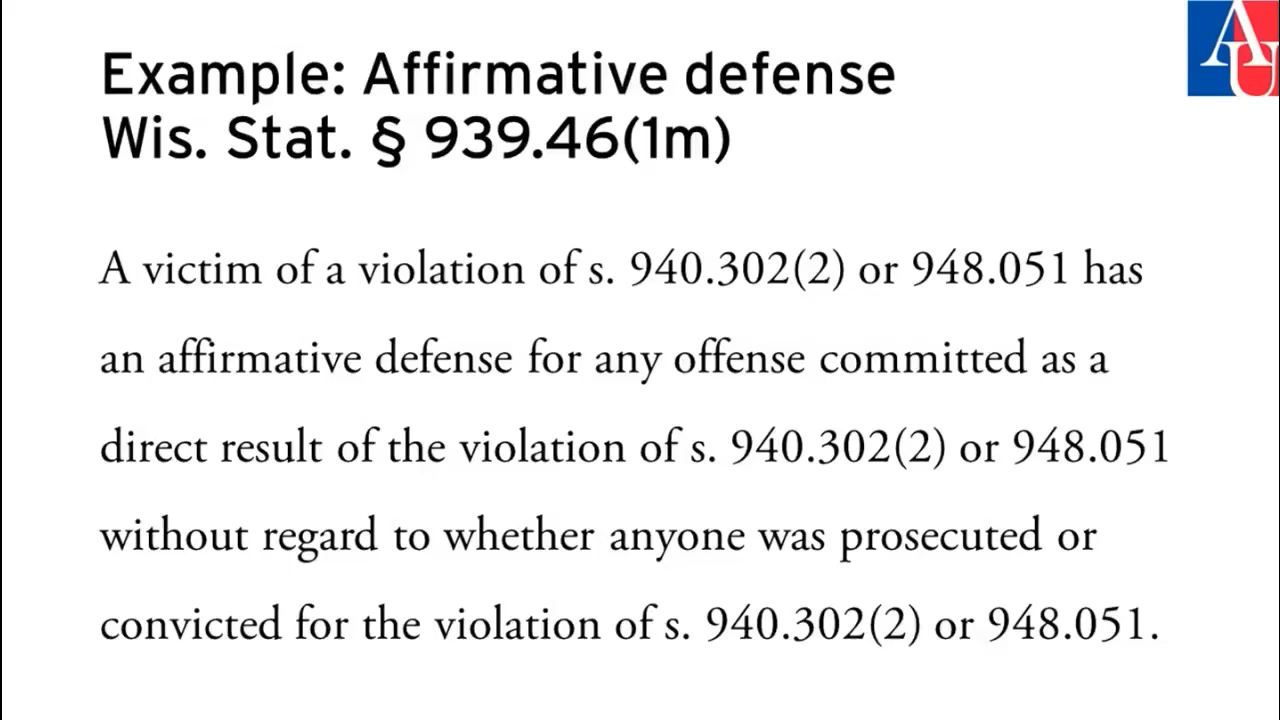 Example: Affirmative defense
Wis. Stat. § 939.46(1m)
A victim of a violation of s. 940.302(2) or 948.051 has
an affirmative defense for any offense committed as a
direct result of the violation of s. 940.302(2) or 948.051
without regard to whether anyone was prosecuted or
convicted for the violation of s. 940.302(2) or 948.051.
AU